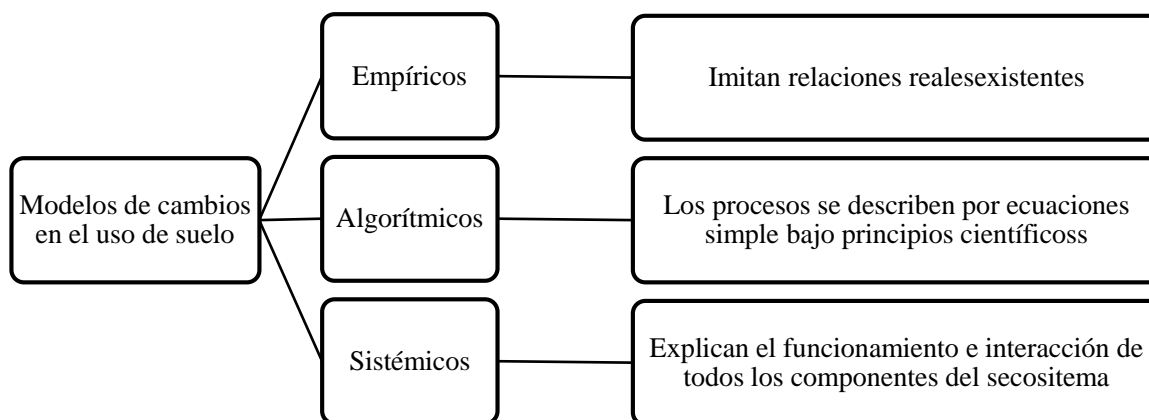 Modelos de cambios
en el uso de suelo
Empíricos
Imitan relaciones realesexistentes
Algorítmicos
Los procesos se describen por ecuaciones
simple bajo principios científicoss
Sistémicos
Explican el funcionamiento e interacción de
todos los componentes del secositema